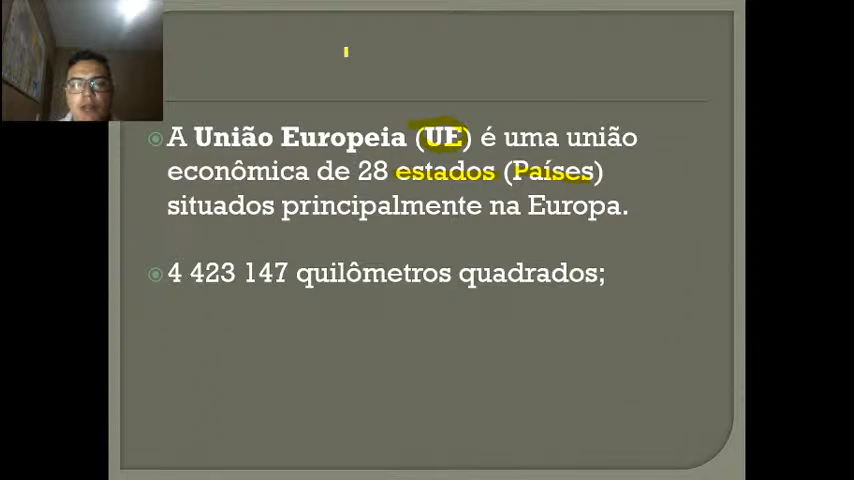 A União Europeia (UE) é uma união
econômica de 28 estados (Países)
situados principalmente na Europa.
4 423 147 quilômetros quadrados;